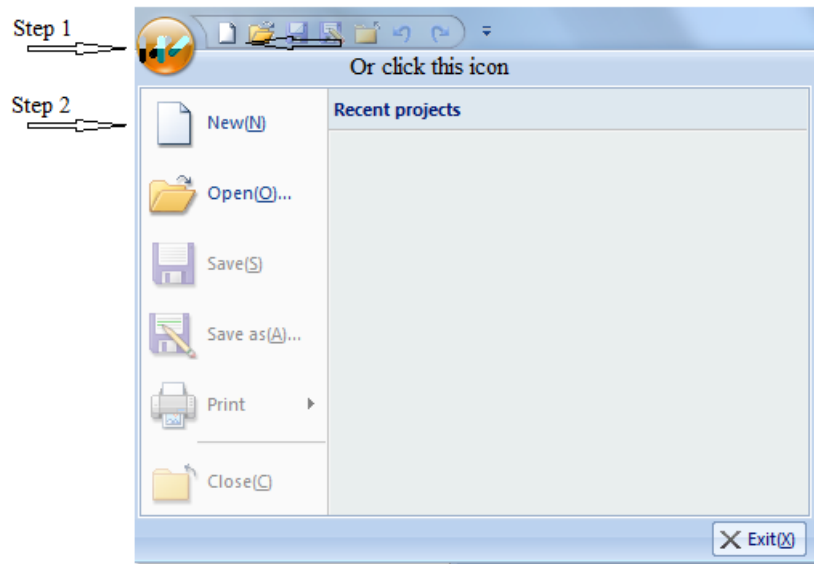 Step 1
Or click this icon
Step 2
New(N)
Recent projects
Open(O)...
Save(S)
Save as(A)...
Print
Close(C)
Exit(X)